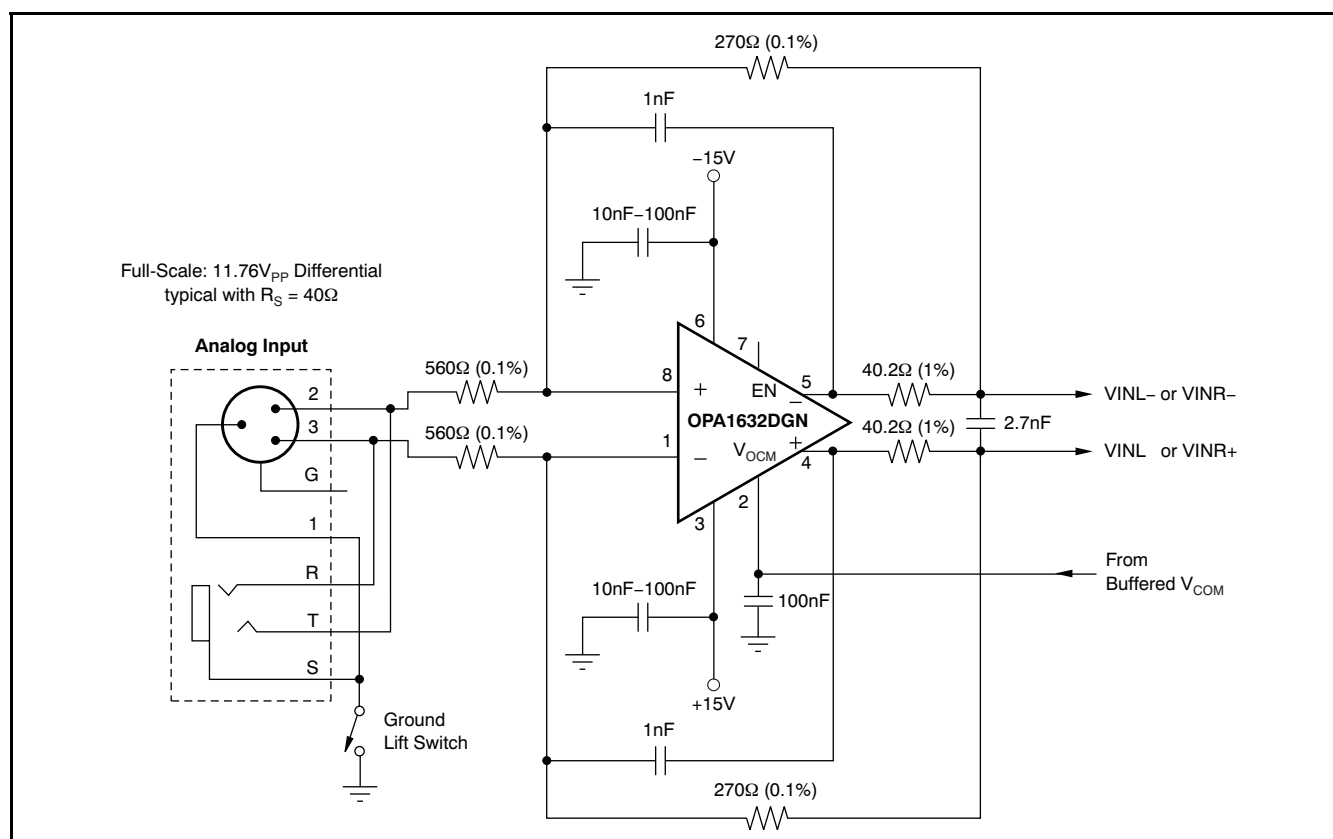 270Ω (0.1%)
1nF
−15V
10nF−100nF
Full-Scale: 11.76VPP Differential
typical with RS = 40Ω
Analog Input
6
7
560Ω (0.1%)
8
+
EN
5
−
40.2Ω (1%)
VINL− or VINR−
2
OPA1632DGN
2.7nF
3
560Ω (0.1%)
1
−
VOCM
+
4
40.2Ω (1%)
VINL or VINR+
G
2
3
1
From
Buffered VCOM
R
10nF−100nF
100nF
T
S
+15V
Ground
Lift Switch
1nF
270Ω (0.1%)